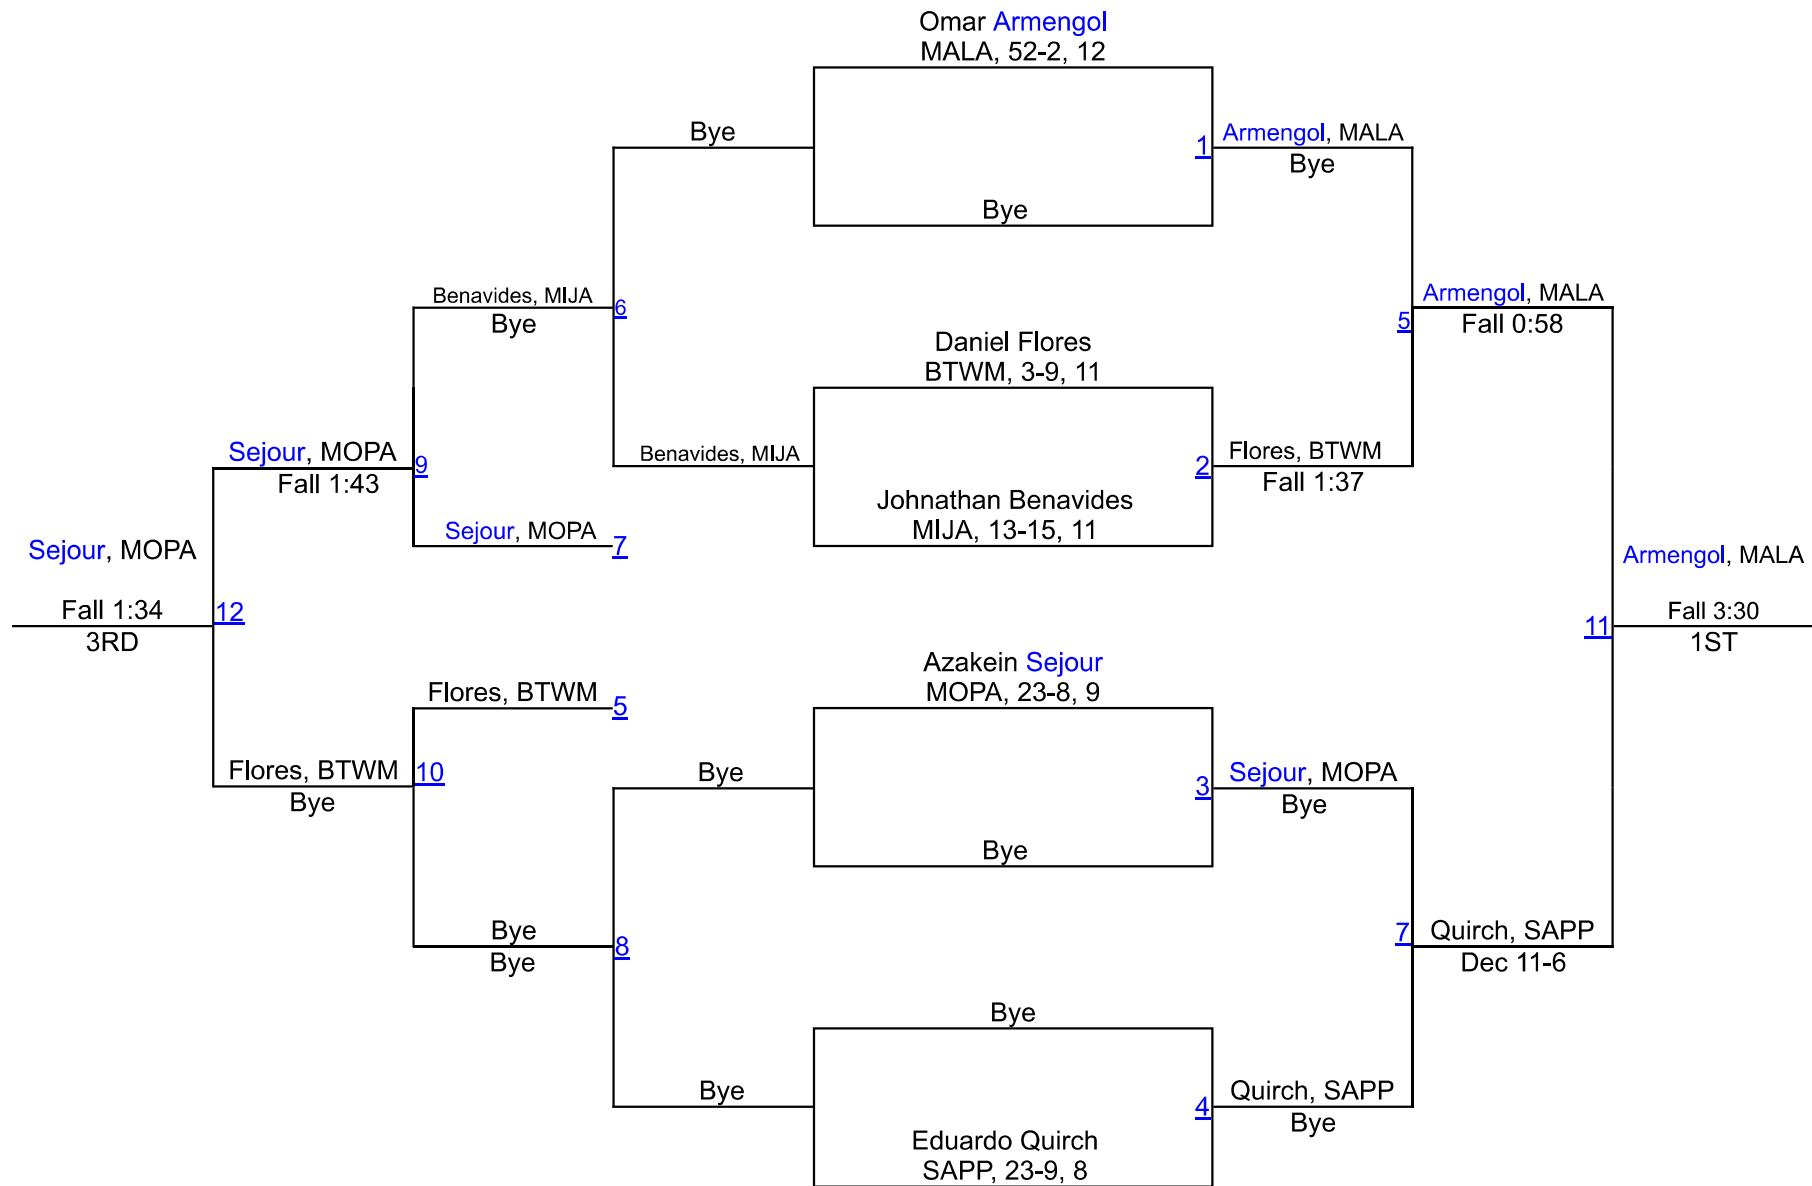 Omar Armengol
MALA, 52-2, 12
Bye
1
Armengol, MALA
Bye
Bye
Benavides, MIJA
Bye
6
Armengol, MALA
Fall 0:58
5
Daniel Flores
BTWM, 3-9, 11
Sejour, MOPA
Fall 1:43
9
Benavides, MIJA
2
Flores, BTWM
Fall 1:37
Johnathan Benavides
MIJA, 13-15, 11
Sejour, MOPA
7
Sejour, MOPA
Fall 1:34
3RD
12
Armengol, MALA
Fall 3:30
1ST
11
Azakein Sejour
MOPA, 23-8, 9
Flores, BTWM
5
Flores, BTWM
Bye
10
Bye
3
Sejour, MOPA
Bye
Bye
Bye
Bye
8
7
Quirch, SAPP
Dec 11-6
Bye
Bye
4
Quirch, SAPP
Bye
Eduardo Quirch
SAPP, 23-9, 8